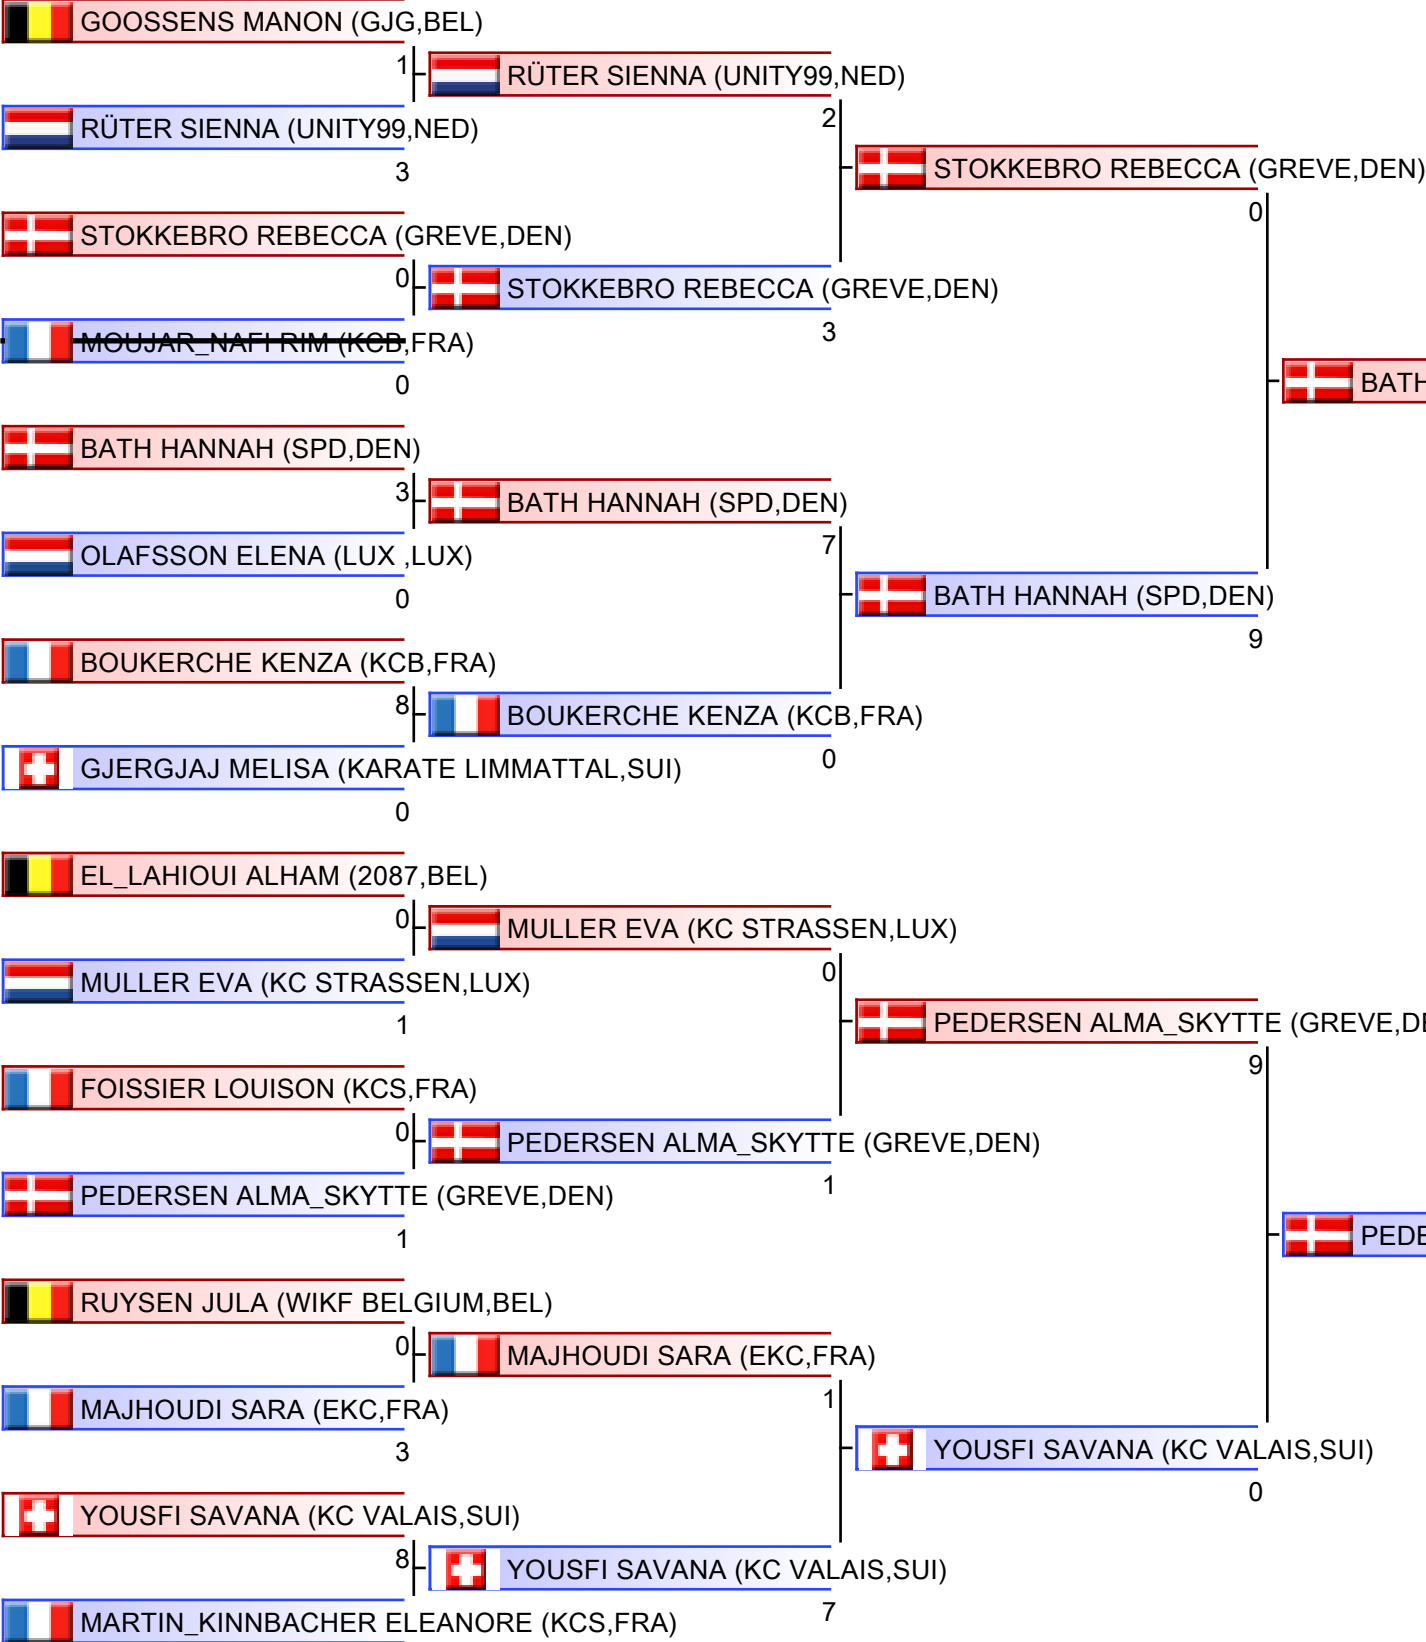 GOOSSENS MANON (GJG,BEL)
1
RÜTER SIENNA (UNITY99,NED)
RÜTER SIENNA (UNITY99,NED)
2
3
STOKKEBRO REBECCA (GREVE,DEN)
0
STOKKEBRO REBECCA (GREVE,DEN)
0
STOKKEBRO REBECCA (GREVE,DEN)
3
MOUJAR_NAFI RIM (KCB,FRA)
0
BATH
BATH HANNAH (SPD,DEN)
3
BATH HANNAH (SPD,DEN)
7
OLAFSSON ELENA (LUX ,LUX)
0
BATH HANNAH (SPD,DEN)
9
BOUKERCHE KENZA (KCB,FRA)
8
BOUKERCHE KENZA (KCB,FRA)
0
GJERGJAJ MELISA (KARATE LIMMATTAL,SUI)
0
EL_LAHIOUI ALHAM (2087,BEL)
0
MULLER EVA (KC STRASSEN,LUX)
0
MULLER EVA (KC STRASSEN,LUX)
1
PEDERSEN ALMA_SKYTTE (GREVE,DE
9
FOISSIER LOUISON (KCS,FRA)
0
PEDERSEN ALMA_SKYTTE (GREVE,DEN)
1
PEDERSEN ALMA_SKYTTE (GREVE,DEN)
1
PEDE
RUYSEN JULA (WIKF BELGIUM,BEL)
0
MAJHOUDI SARA (EKC,FRA)
1
MAJHOUDI SARA (EKC,FRA)
3
YOUSFI SAVANA (KC VALAIS,SUI)
0
YOUSFI SAVANA (KC VALAIS,SUI)
8
YOUSFI SAVANA (KC VALAIS,SUI)
7
MARTIN_KINNBACHER ELEANORE (KCS,FRA)